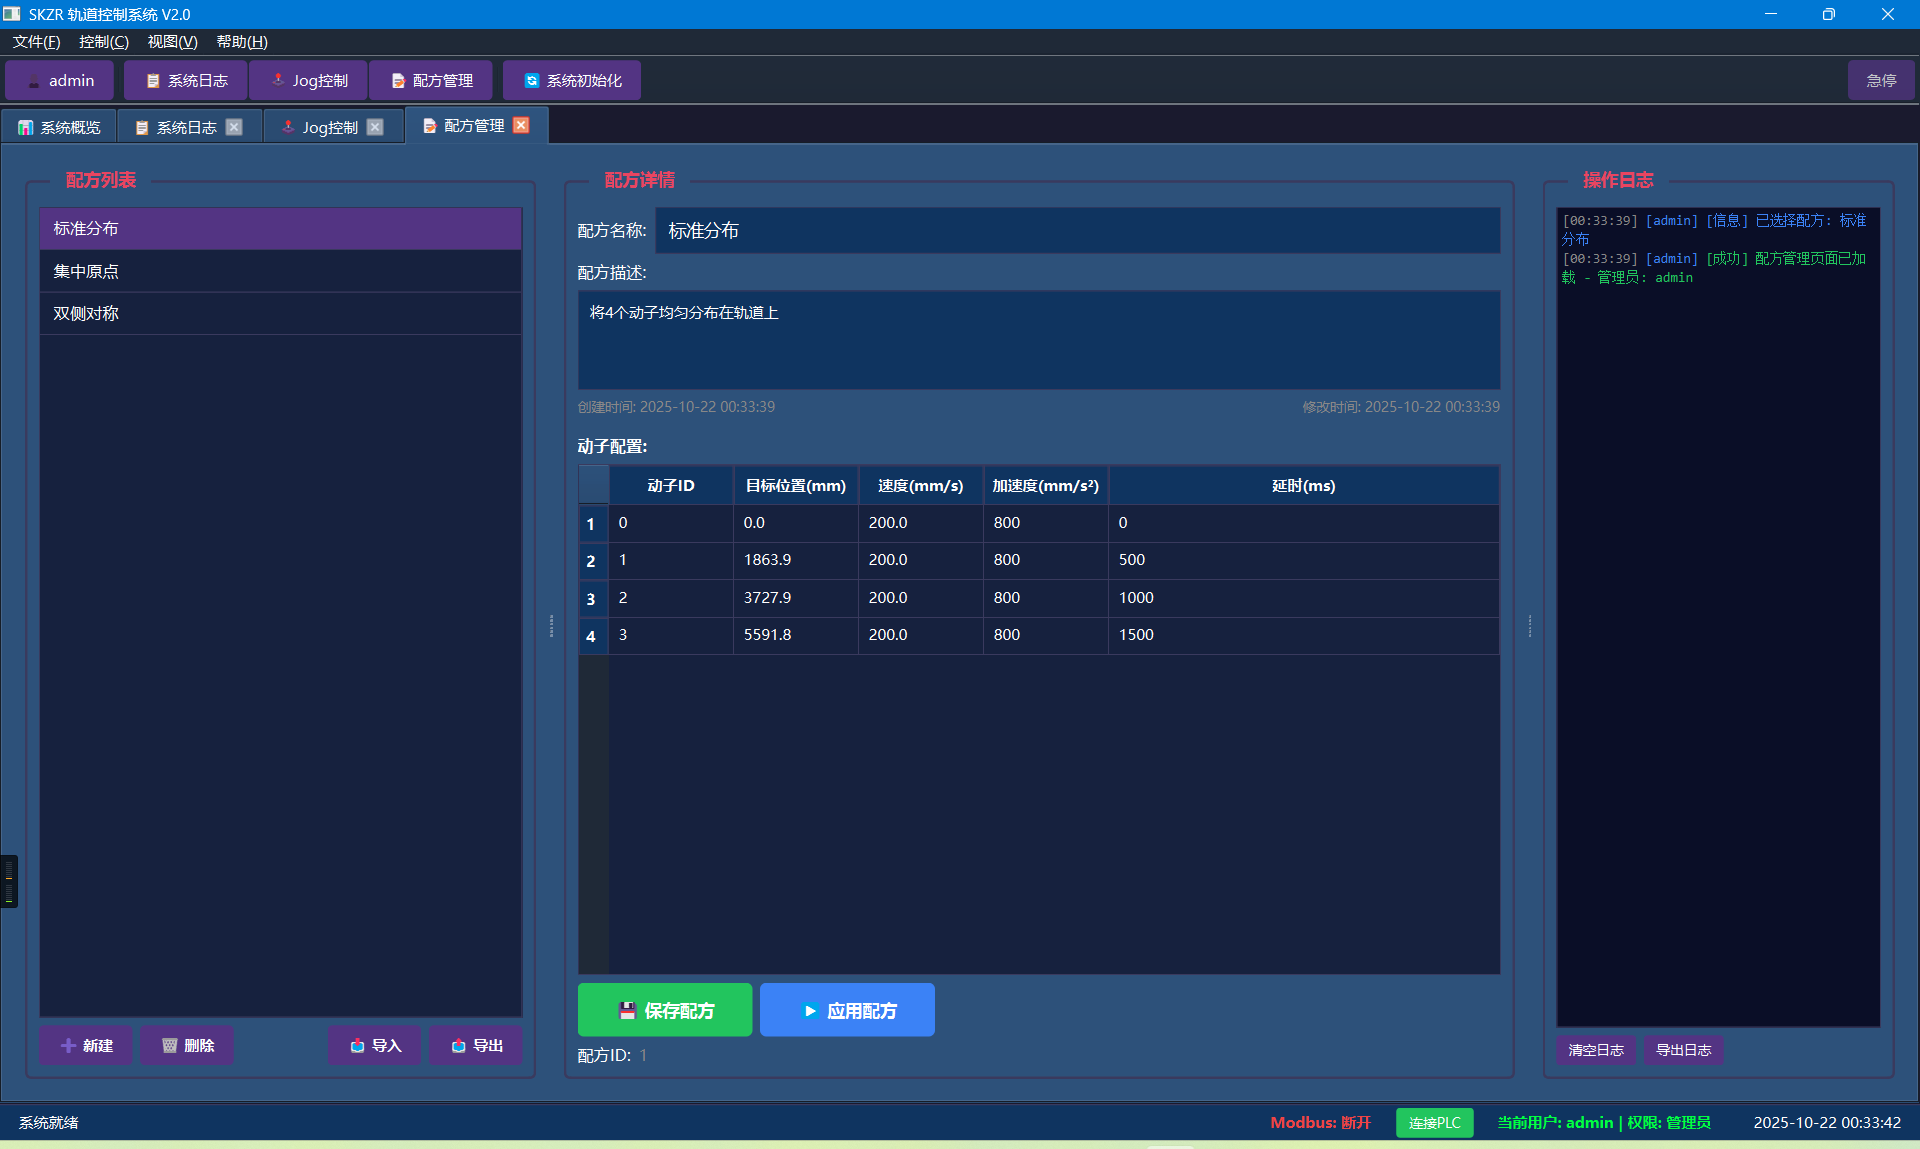 SKZR 轨道控制系统 V2.0
文件(F) 控制(C) 视图(V) 帮助(H)
admin 系统日志 Jog控制 配方管理 系统初始化 急停
系统概览 系统日志 Jog控制 配方管理
配方列表
标准分布
集中原点
双侧对称
新建 删除 导入 导出
配方详情
配方名称: 标准分布
配方描述:
将4个动子均匀分布在轨道上
创建时间: 2025-10-22 00:33:39 修改时间: 2025-10-22 00:33:39
动子配置:
动子ID 目标位置(mm) 速度(mm/s) 加速度(mm/s²) 延时(ms)
1 0 0.0 200.0 800 0
2 1 1863.9 200.0 800 500
3 2 3727.9 200.0 800 1000
4 3 5591.8 200.0 800 1500
保存配方 应用配方
配方ID: 1
操作日志
[00:33:39] [admin] [信息] 已选择配方: 标准
分布
[00:33:39] [admin] [成功] 配方管理页面已加
载 - 管理员: admin
清空日志 导出日志
系统就绪 Modbus: 断开 连接PLC 当前用户: admin | 权限: 管理员 2025-10-22 00:33:42